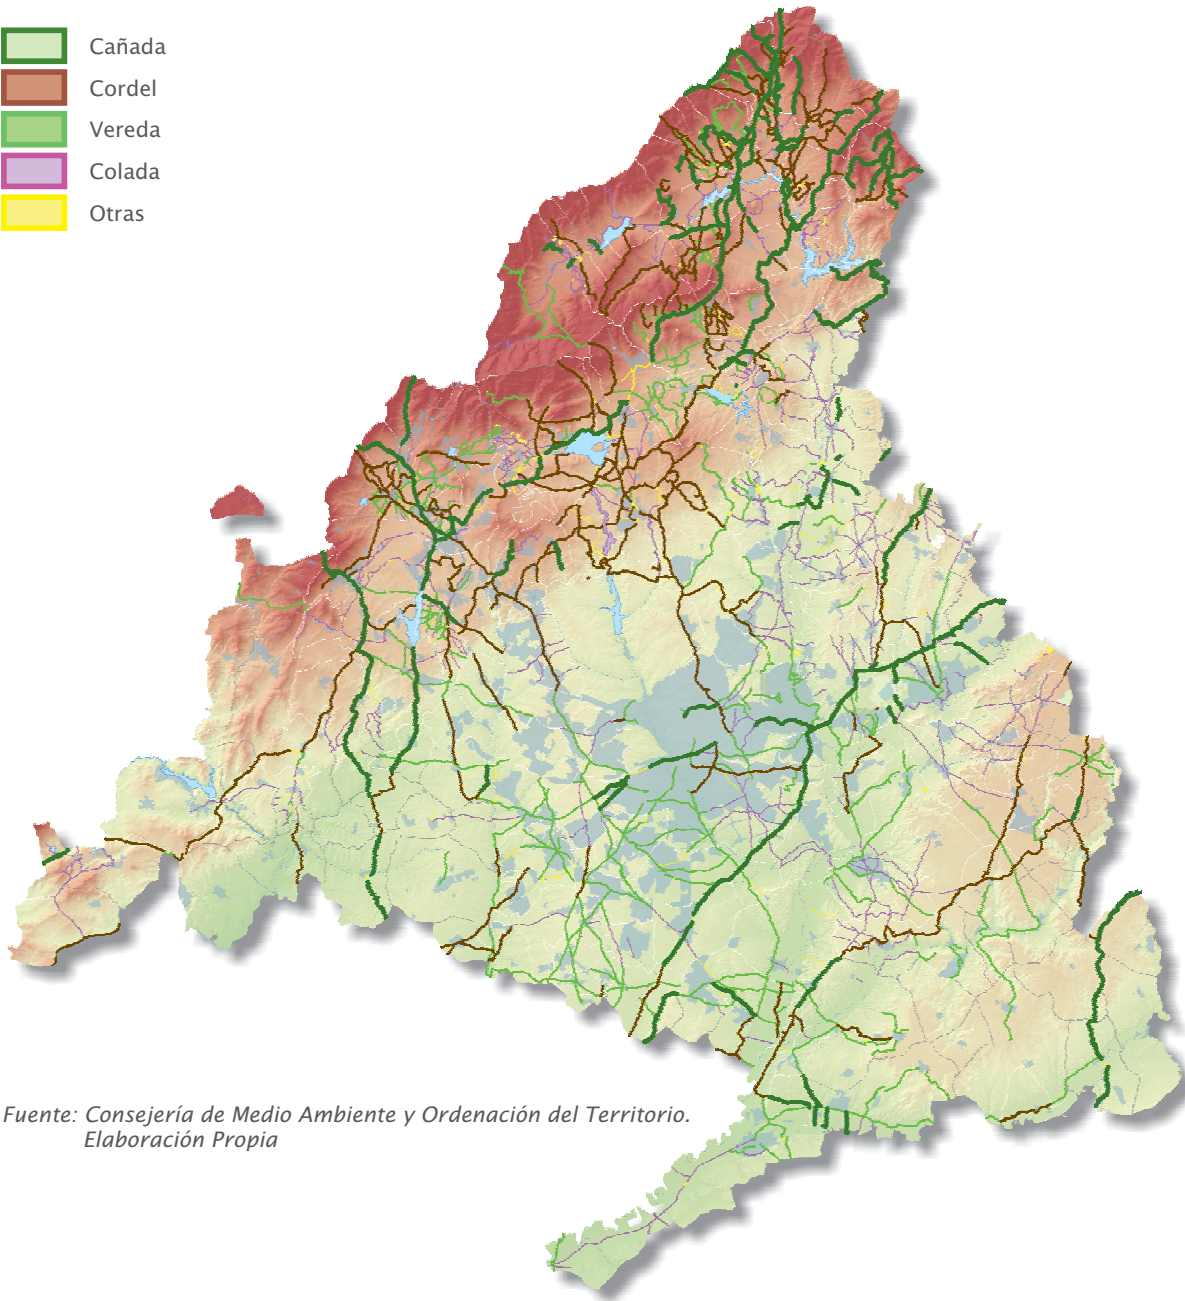 Cañada
Cordel
Vereda
Colada
Otras
Fuente: Consejería de Medio Ambiente y Ordenación del Territorio.
Elaboración Propia